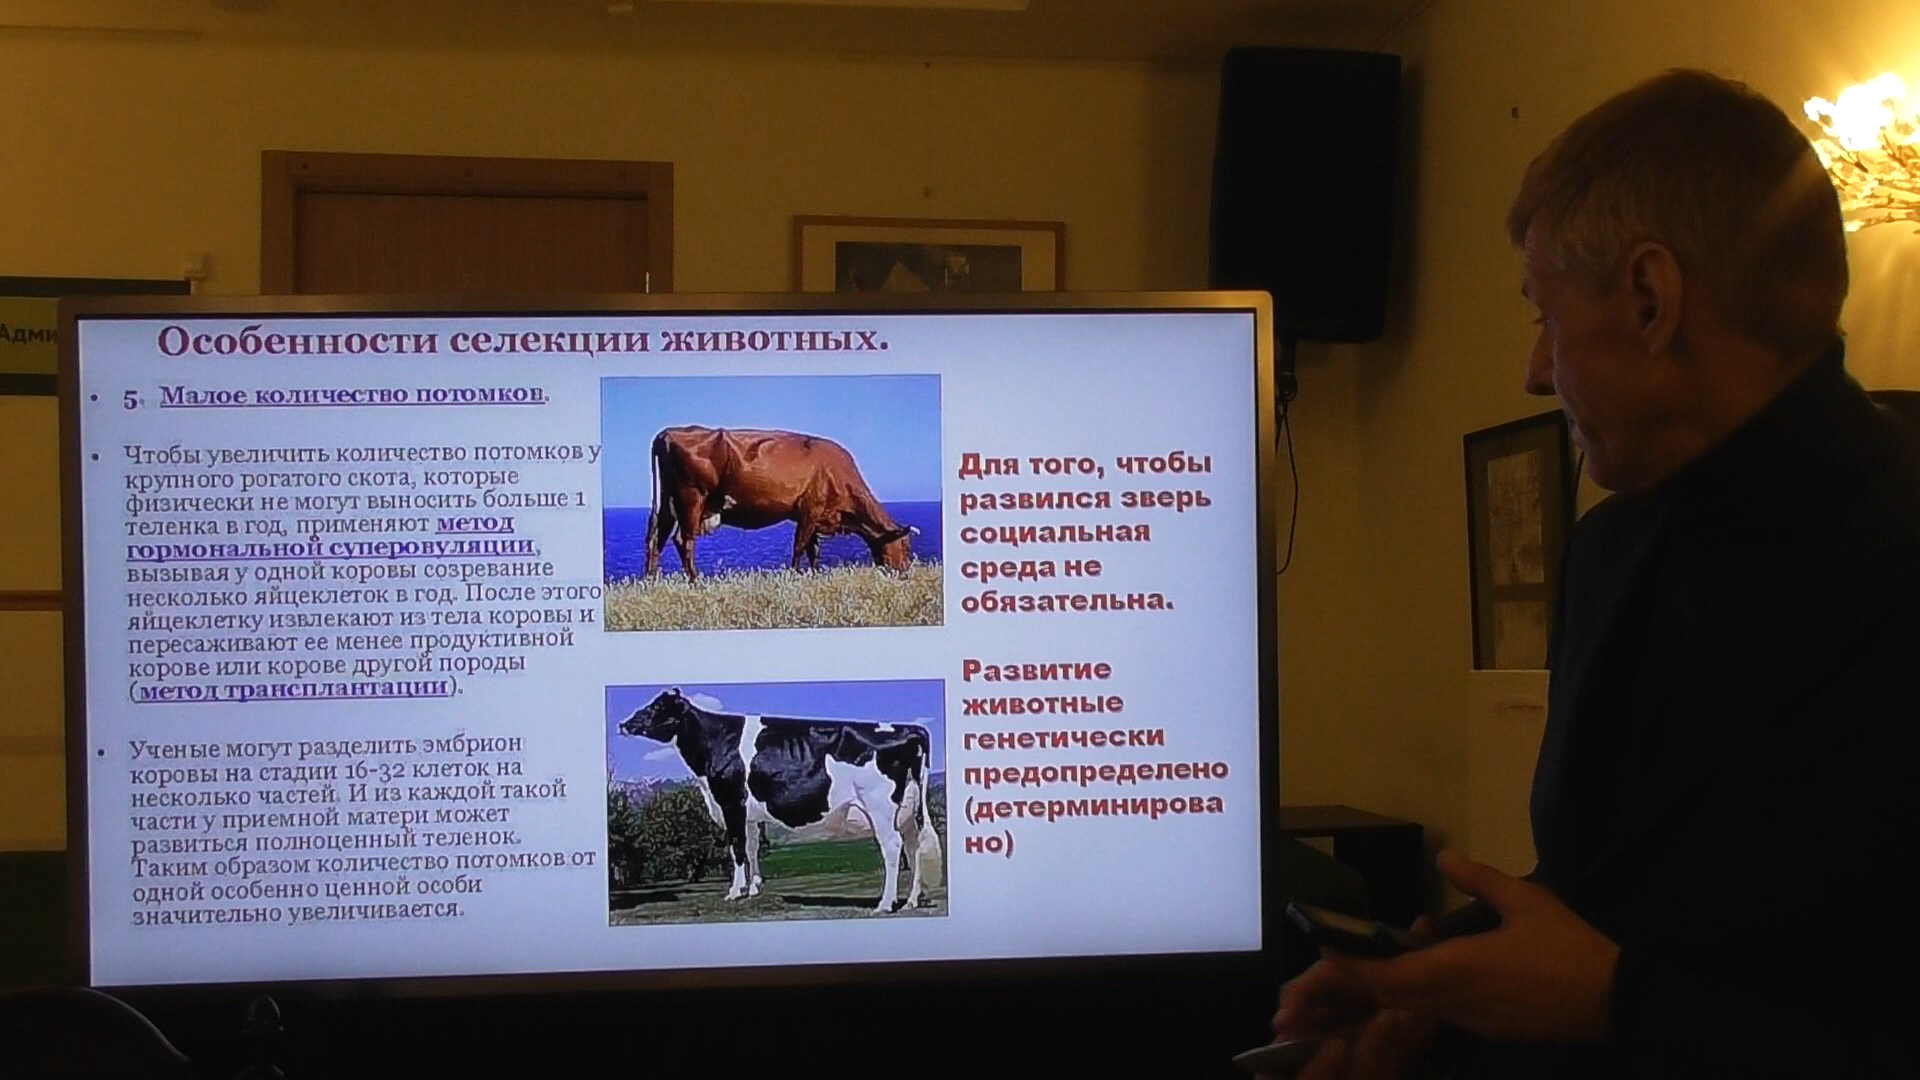 Адми
Особенности селекции животных.
• 5. Малое количество потомков.
• Чтобы увеличить количество потомков у
крупного рогатого скота, которые
физически не могут выносить больше 1
теленка в год, применяют метод
гормональной суперовуляции,
вызывая у одной коровы созревание
несколько яйцеклеток в год. После этого
яйцеклетку извлекают из тела коровы и
пересаживают ее менее продуктивной
корове или корове другой породы
(метод трансплантации).
• Ученые могут разделить эмбрион
коровы на стадии 16-32 клеток на
несколько частей. И из каждой такой
части у приемной матери может
развиться полноценный теленок.
Таким образом количество потомков от
одной особенно ценной особи
значительно увеличивается.
Для того, чтобы
развился зверь
социальная
среда не
обязательна.
Развитие
животные
генетически
предопределено
(детерминирова
но)